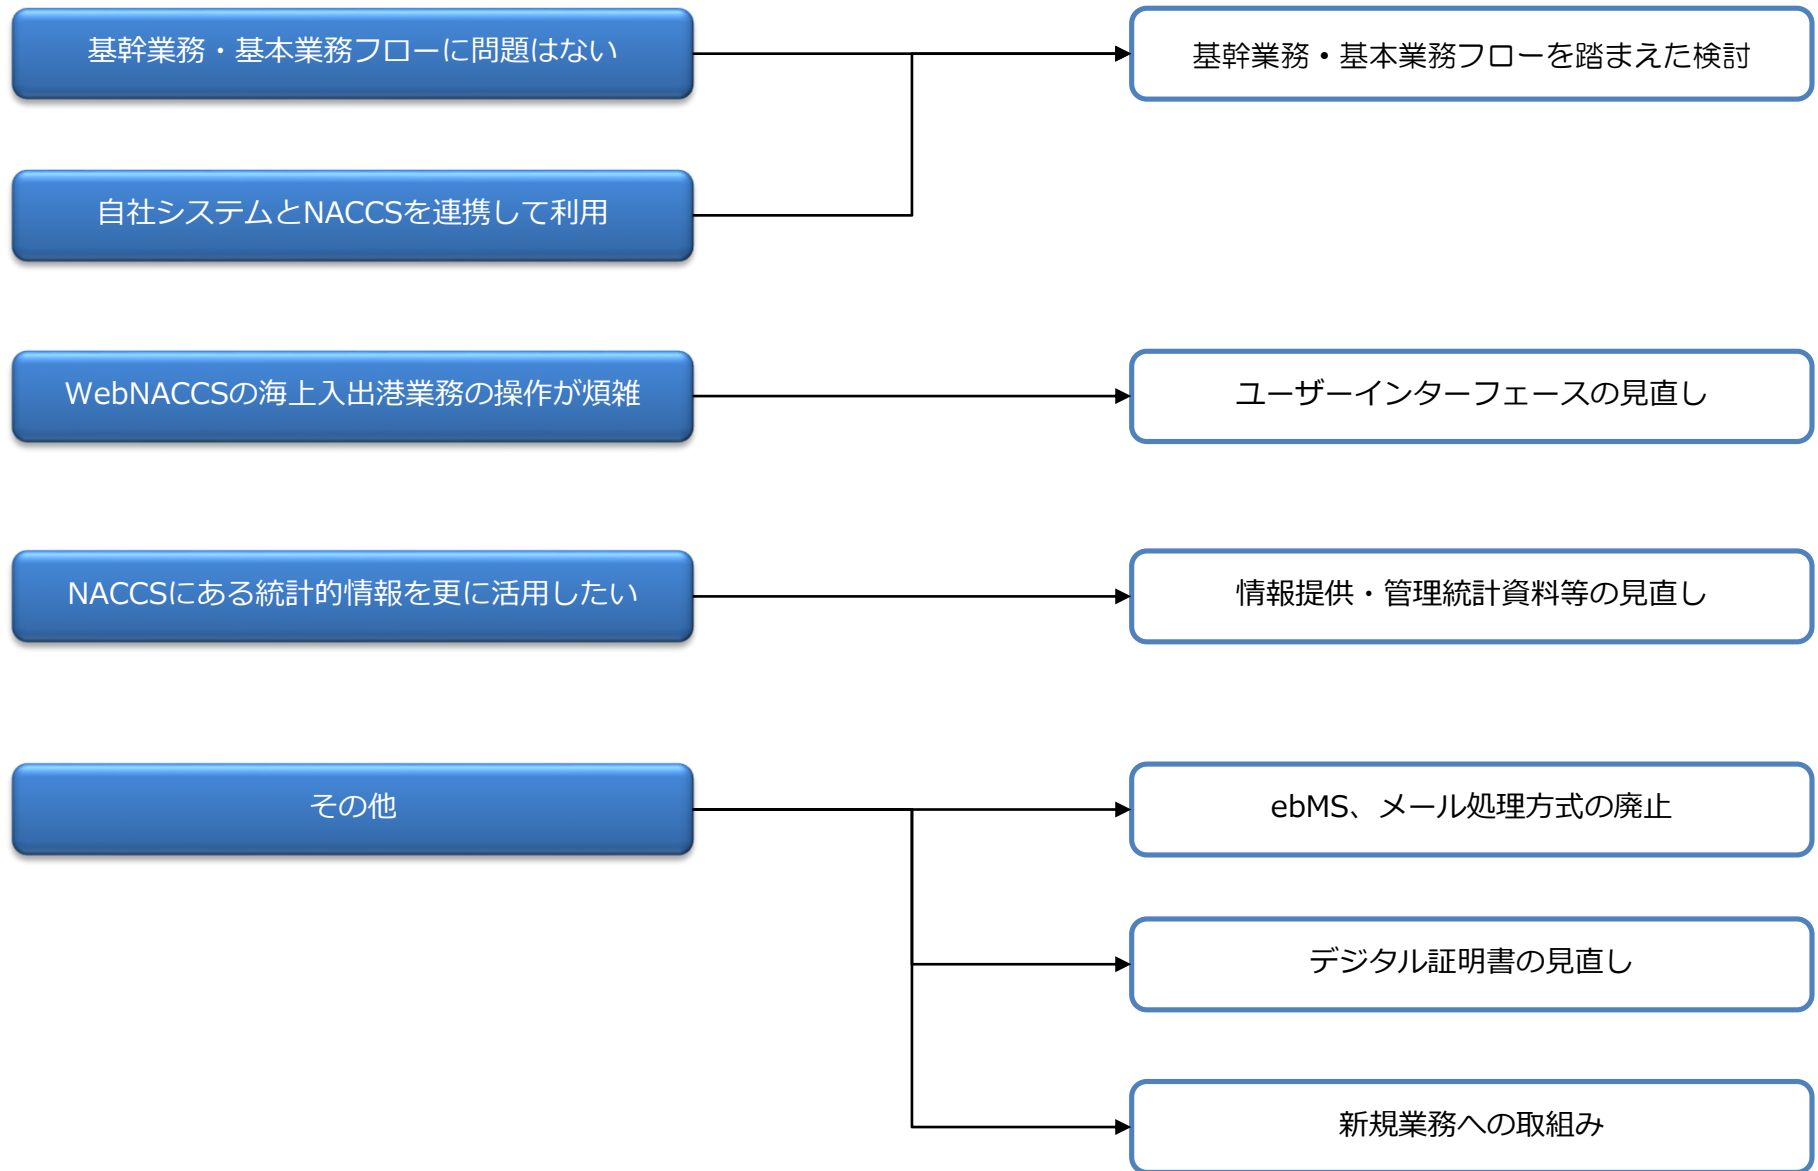 基幹業務・基本業務フローに問題はない
基幹業務・基本業務フローを踏まえた検討
自社システムとNACCSを連携して利用
WebNACCSの海上入出港業務の操作が煩雑
ユーザーインターフェースの見直し
NACCSにある統計的情報を更に活用したい
情報提供・管理統計資料等の見直し
その他
ebMS、メール処理方式の廃止
デジタル証明書の見直し
新規業務への取組み